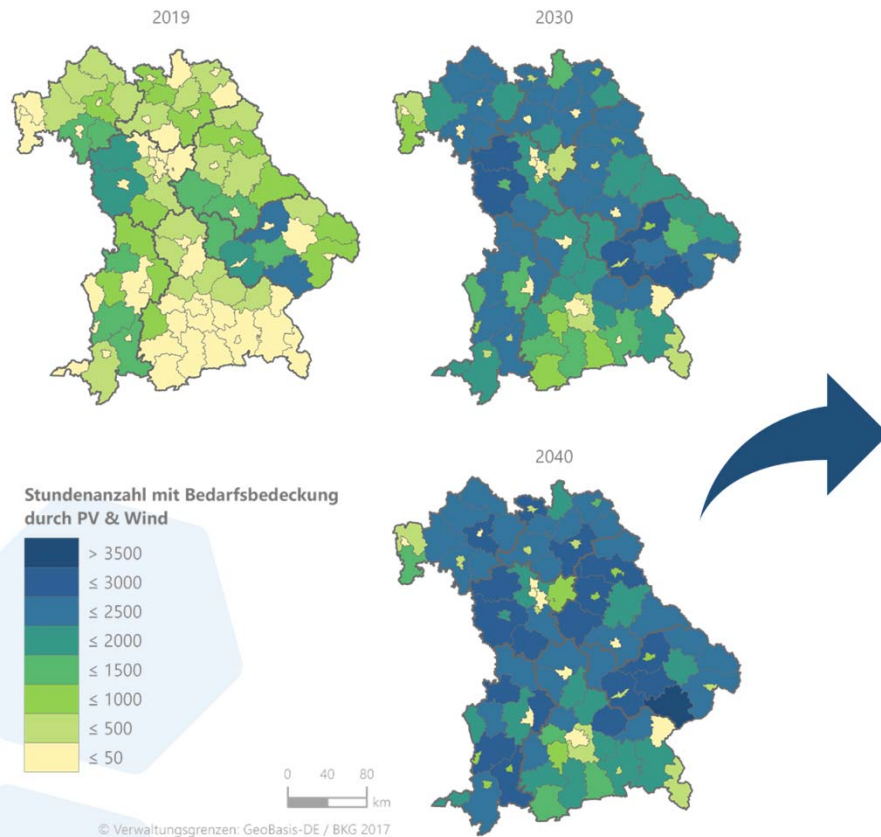 2019
2030
2040
Stundenanzahl mit Bedarfsbedeckung
durch PV & Wind
> 3500
≤ 3000
≤ 2500
≤ 2000
≤ 1500
≤ 1000
≤ 500
≤ 50
0 40 80
km
© Verwaltungsgrenzen: GeoBasis-DE / BKG 2017